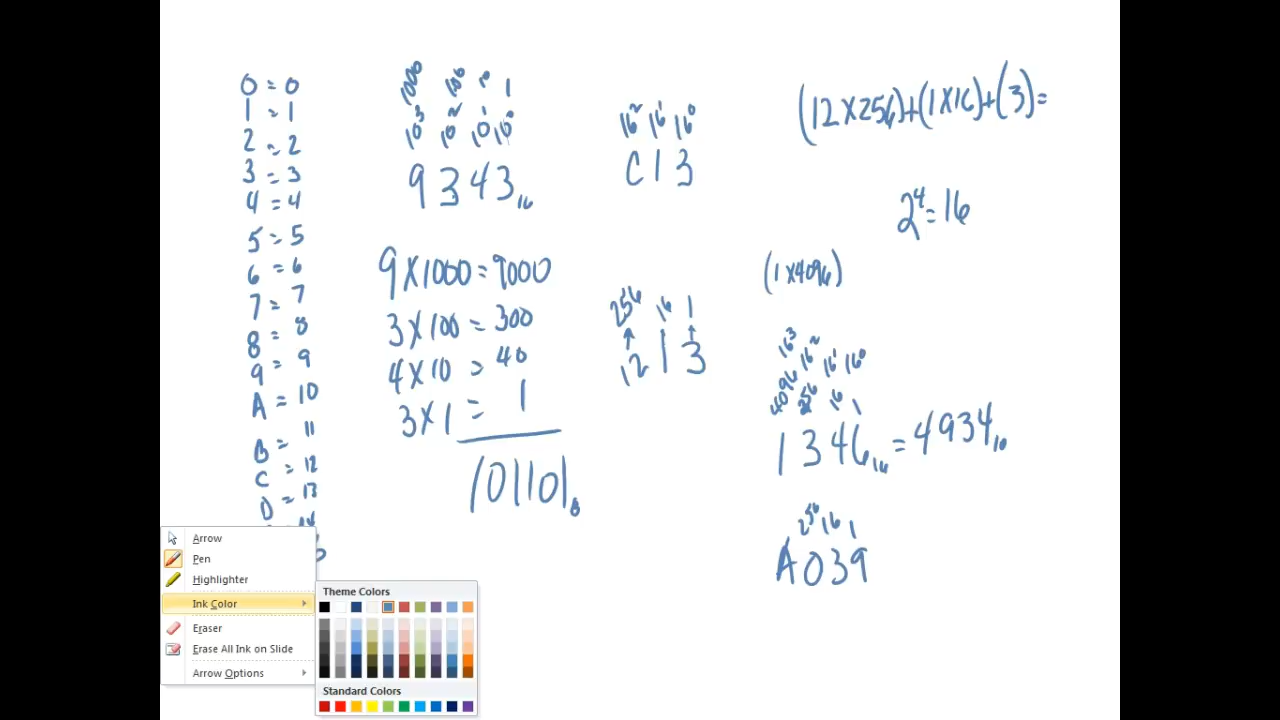 0 = 0
1 = 1
2 = 2
3 = 3
4 = 4
5 = 5
6 = 6
7 = 7
8 = 8
9 = 9
A = 10
B = 11
C = 12
D = 13
1000 100 10 1
10³ 10² 10¹ 10⁰
9343₁₆
9 X 1000 = 9000
3 X 100 = 300
4 X 10 = 40
3 X 1 = 1
101101₈
16² 16¹ 16⁰
C 1 3
256 16 1
12 1 3
(12 X 256)+(1 X 16)+(3)=
2⁴ = 16
(1 X 4096)
16³ 16² 16¹ 16⁰
4096 256 16 1
1346₁₆ = 4934₁₀
256 16 1
A039
Arrow
Pen
Highlighter
Ink Color
Eraser
Erase All Ink on Slide
Arrow Options
Theme Colors
Standard Colors